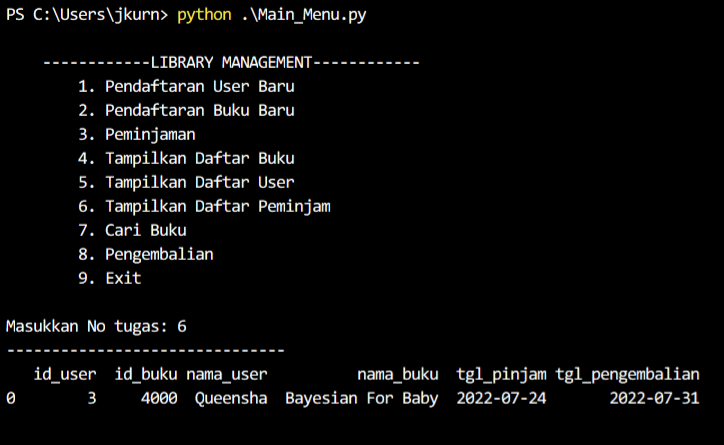 PS C:\Users\jkurn> python .\Main_Menu.py
------------LIBRARY MANAGEMENT------------
1. Pendaftaran User Baru
2. Pendaftaran Buku Baru
3. Peminjaman
4. Tampilkan Daftar Buku
5. Tampilkan Daftar User
6. Tampilkan Daftar Peminjam
7. Cari Buku
8. Pengembalian
9. Exit
Masukkan No tugas: 6
-------------------------------
id_user id_buku nama_user nama_buku tgl_pinjam tgl_pengembalian
0 3 4000 Queensha Bayesian For Baby 2022-07-24 2022-07-31